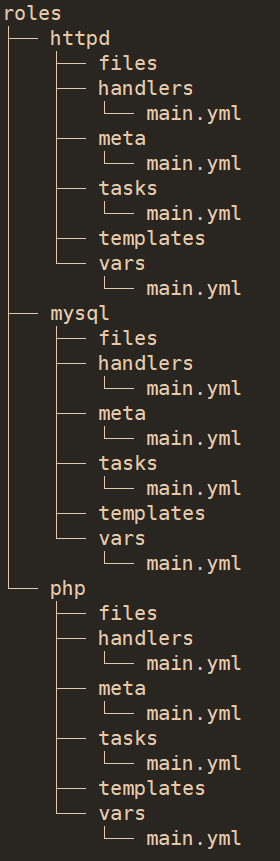 roles
├── httpd
│   ├── files
│   ├── handlers
│   │   └── main.yml
│   ├── meta
│   │   └── main.yml
│   ├── tasks
│   │   └── main.yml
│   ├── templates
│   └── vars
│       └── main.yml
├── mysql
│   ├── files
│   ├── handlers
│   │   └── main.yml
│   ├── meta
│   │   └── main.yml
│   ├── tasks
│   │   └── main.yml
│   ├── templates
│   └── vars
│       └── main.yml
└── php
    ├── files
    ├── handlers
    │   └── main.yml
    ├── meta
    │   └── main.yml
    ├── tasks
    │   └── main.yml
    ├── templates
    └── vars
        └── main.yml